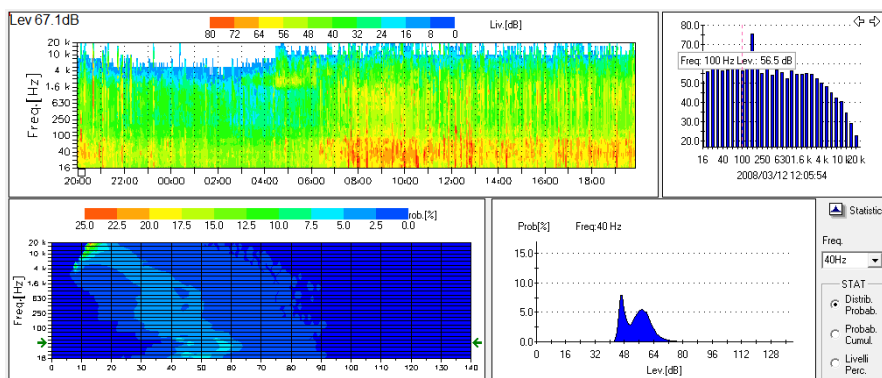 Lev 67.1dB
Liv.[dB]
80 72 64 56 48 40 32 24 16 8 0
20 k
10 k
4 k
1.6 k
630
250
100
40
16
Freq.[Hz]
20:00 22:00 00:00 02:00 04:00 06:00 08:00 10:00 12:00 14:00 16:00 18:00
80.0
70.0
Freq: 100 Hz Lev.: 56.5 dB
50.0
40.0
30.0
20.0
16 40 100 250 630 1.6 k 4 k 10 k 20 k
2008/03/12 12:05:54
rob.[%]
25.0 22.5 20.0 17.5 15.0 12.5 10.0 7.5 5.0 2.5 0.0
20 k
10 k
4 k
1.6 k
630
250
100
40
16
Freq.[Hz]
0 10 20 30 40 50 60 70 80 90 100 110 120 130 140
Prob[%] Freq:40 Hz
15.0
10.0
5.0
0.0
0 16 32 48 64 80 96 112 128
Lev.[dB]
Statistic
Freq.
40Hz
STAT
Distrib.
Probab.
Probab.
Cumul.
Livelli
Perc.